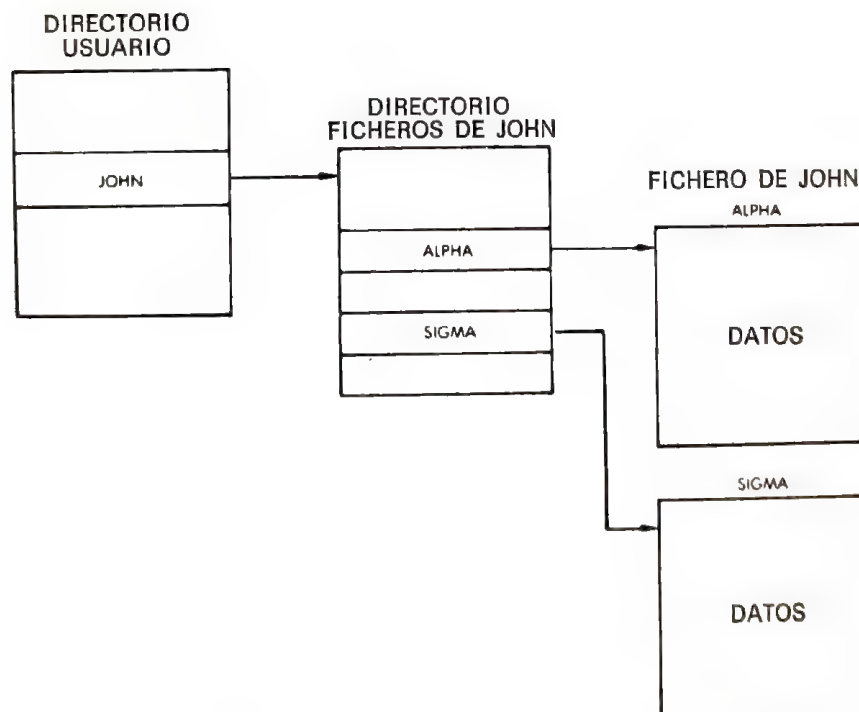 DIRECTORIO
USUARIO
JOHN
DIRECTORIO
FICHEROS DE JOHN
ALPHA
SIGMA
FICHERO DE JOHN
ALPHA
DATOS
SIGMA
DATOS